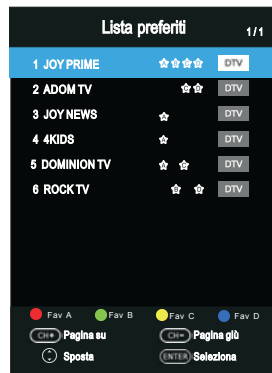 Lista preferiti
1/1
1 JOY PRIME DTV
2 ADOM TV DTV
3 JOY NEWS DTV
4 4KIDS DTV
5 DOMINION TV DTV
6 ROCK TV DTV
Fav A Fav B Fav C Fav D
CH+ Pagina su CH- Pagina giù
Sposta ENTER Seleziona